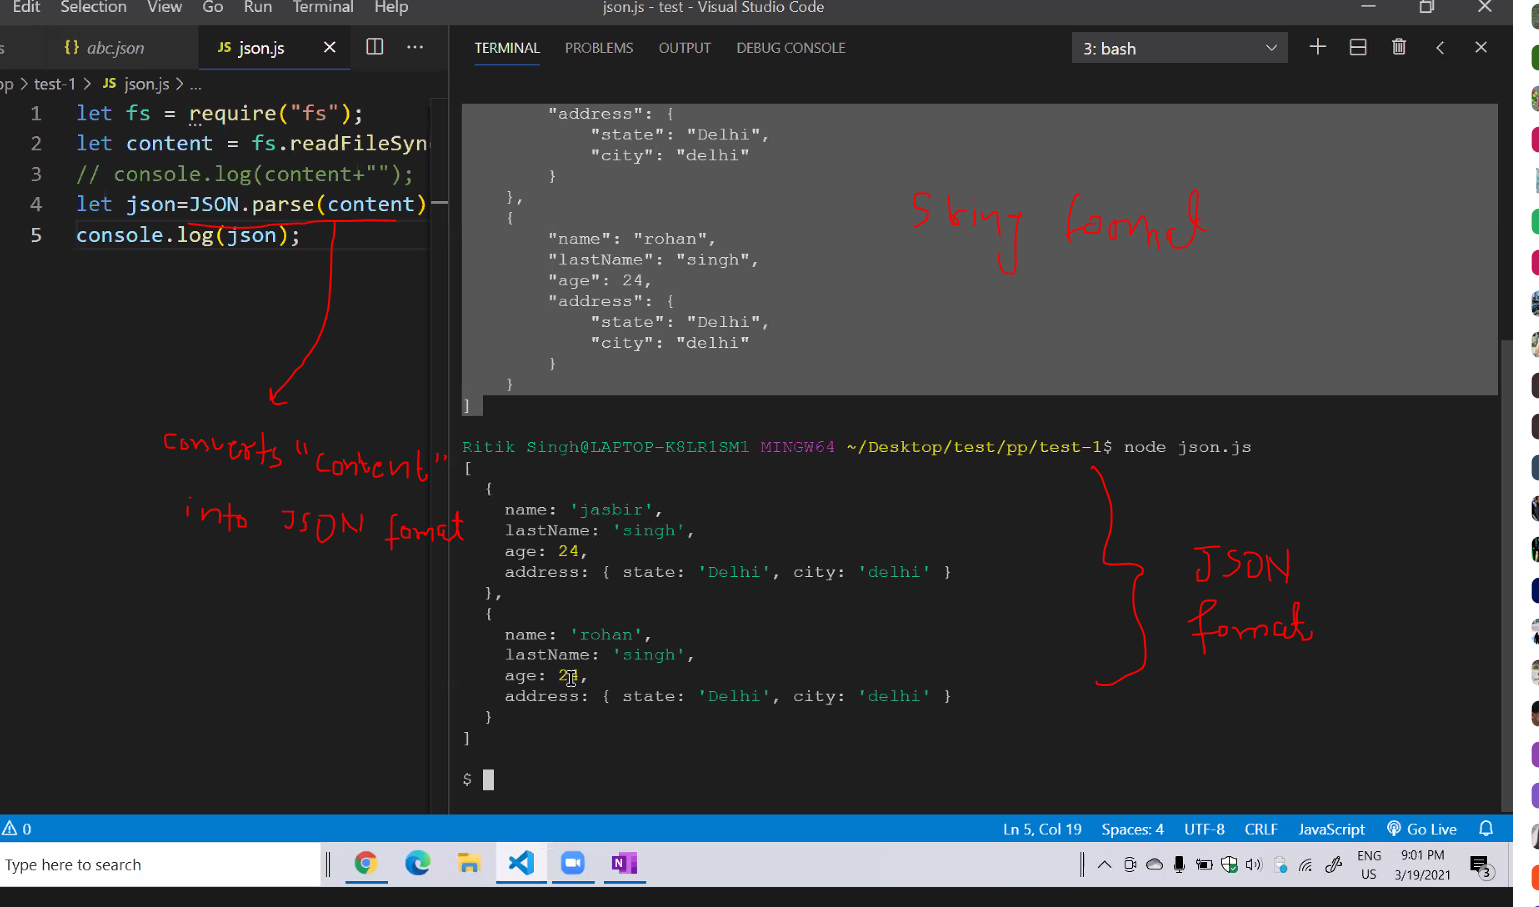 Edit Selection View Go Run Terminal Help json.js - test - Visual Studio Code
s {} abc.json JS json.js
op > test-1 > JS json.js > ...
1 let fs = require("fs");
2 let content = fs.readFileSyn
3 // console.log(content+"");
4 let json=JSON.parse(content)
5 console.log(json);
converts "content"
into JSON fomat
TERMINAL PROBLEMS OUTPUT DEBUG CONSOLE 3: bash
"address": {
"state": "Delhi",
"city": "delhi"
}
},
{
"name": "rohan",
"lastName": "singh",
"age": 24,
"address": {
"state": "Delhi",
"city": "delhi"
}
}
]
String format
Ritik Singh@LAPTOP-K8LR1SM1 MINGW64 ~/Desktop/test/pp/test-1$ node json.js
[
{
name: 'jasbir',
lastName: 'singh',
age: 24,
address: { state: 'Delhi', city: 'delhi' }
},
{
name: 'rohan',
lastName: 'singh',
age: 24,
address: { state: 'Delhi', city: 'delhi' }
}
]
$
JSON
fomat
0 Ln 5, Col 19 Spaces: 4 UTF-8 CRLF JavaScript Go Live
Type here to search ENG US 9:01 PM 3/19/2021 3